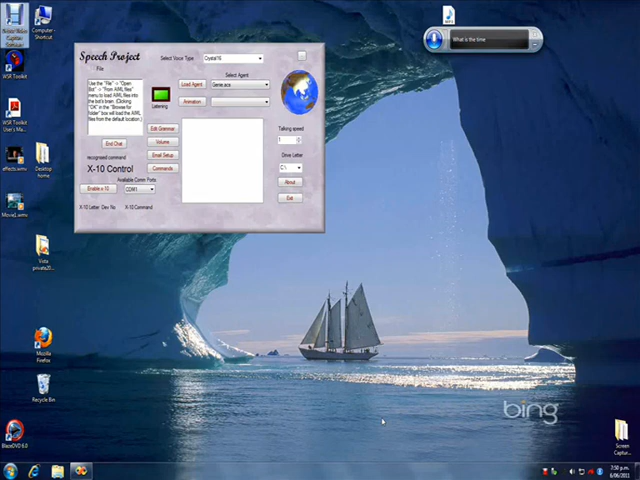 Computer -
Shortcut
WSR Toolkit
WSR Toolkit
User's Ma...
effects.wmv
Desktop
home
Movie1.wmv
Vista
Mozilla
Firefox
Recycle Bin
BlazeDVD 6.0
Screen
Captur...
What is the time
Speech Project
File
Select Voice Type
Crystal16
Select Agent
Load Agent
Genie.acs
Animation
Use the "File" -> "Open
Bot" -> "From AIML files"
menu to load AIML files into
the bot's brain. (Clicking
"OK" in the "Browse for
folder" box will load the AIML
files from the default location.)
Listening
End Chat
Edit Grammar
Volume
Email Setup
Commands
Talking speed
1
Drive Letter
C:\
About
Exit
recognised command
X-10 Control
Available Comm Ports
Enable x 10
COM1
X-10 Letter Dev No X-10 Command
bing
7:50 p.m.
6/06/2011